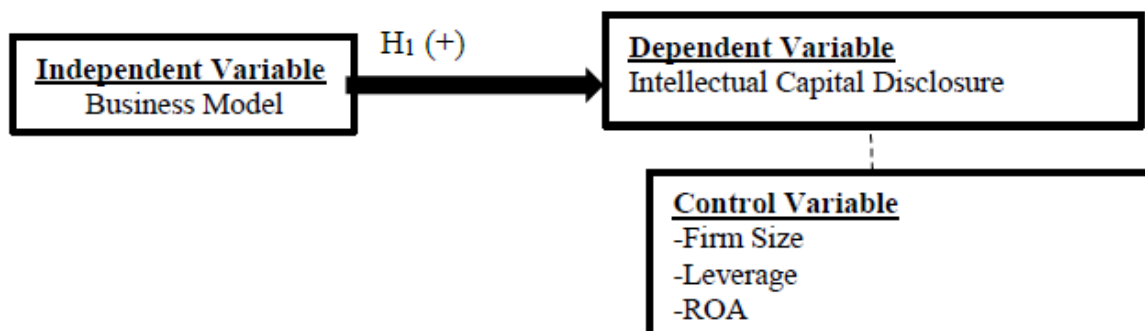 Independent Variable
Business Model
H₁ (+)
Dependent Variable
Intellectual Capital Disclosure
Control Variable
-Firm Size
-Leverage
-ROA